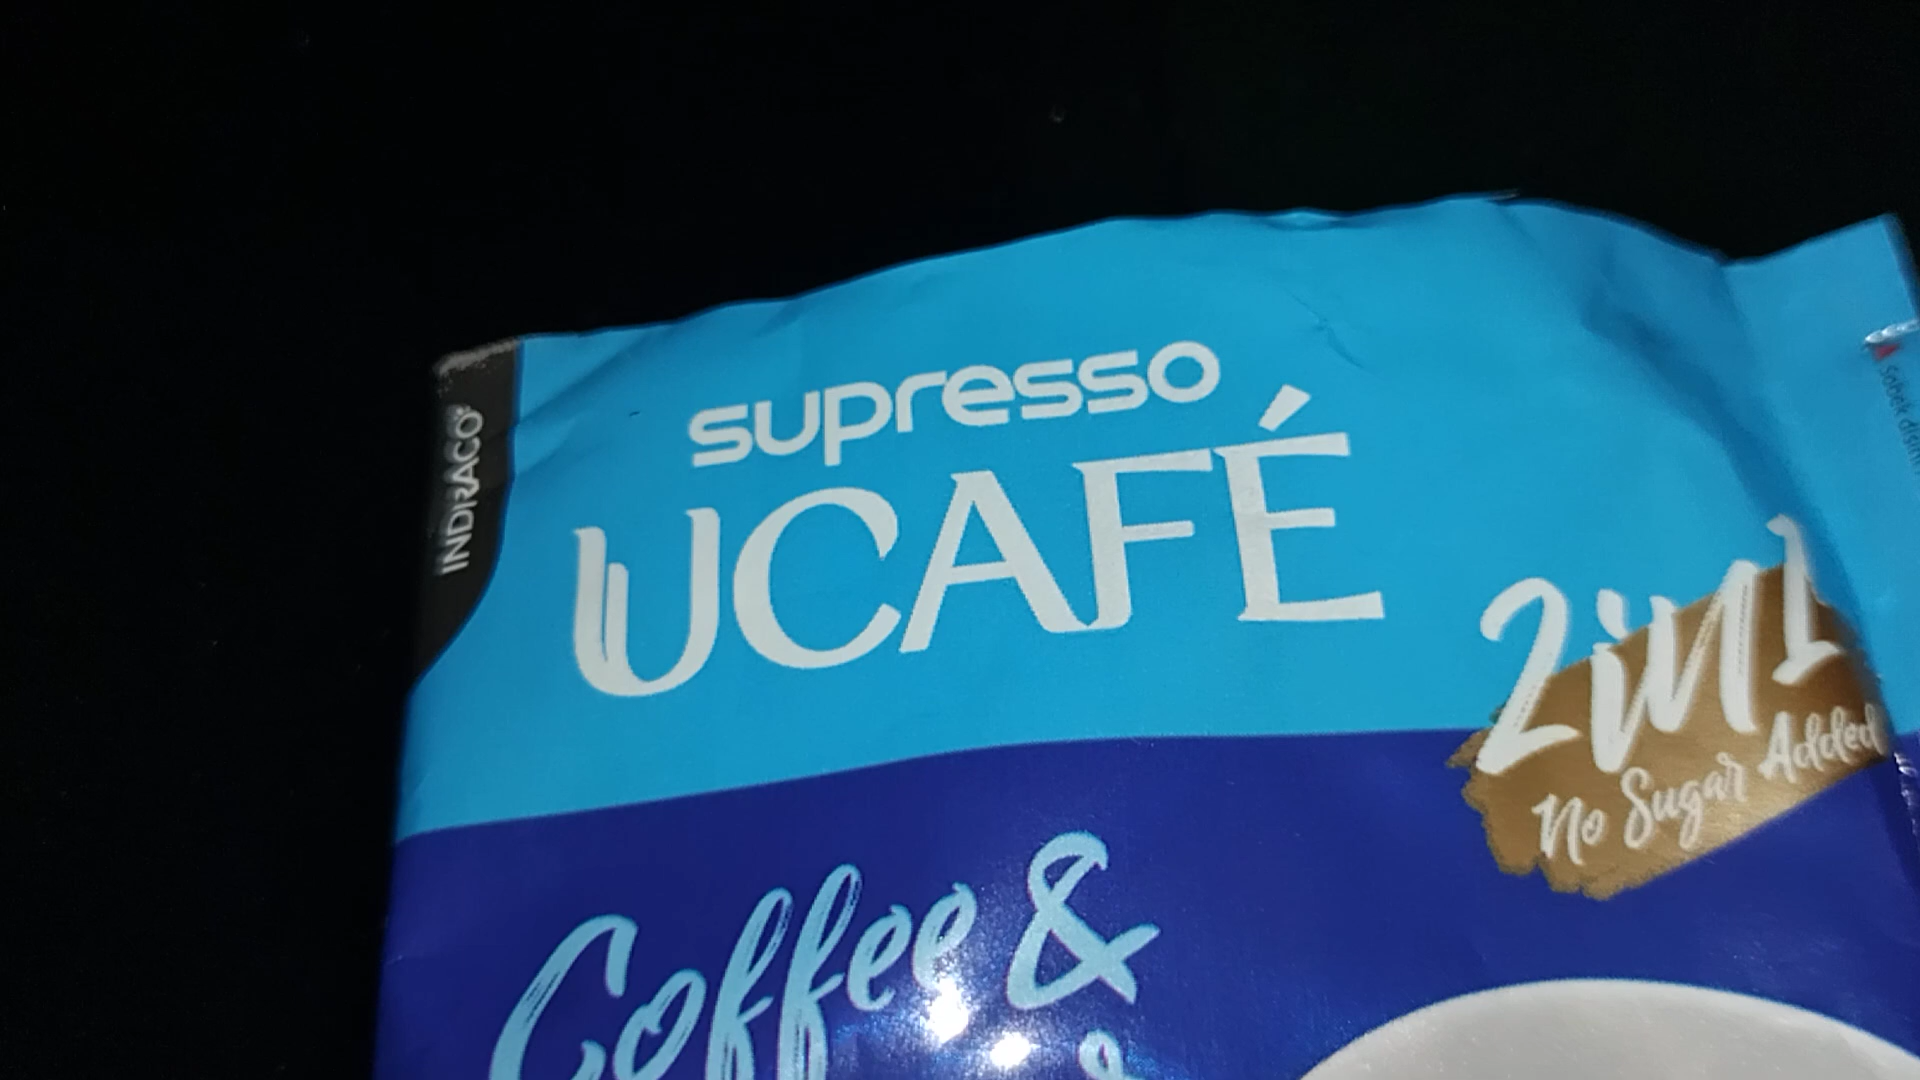 INDRACO
supresso
UCAFÉ
2in1
No Sugar Added
Coffee &